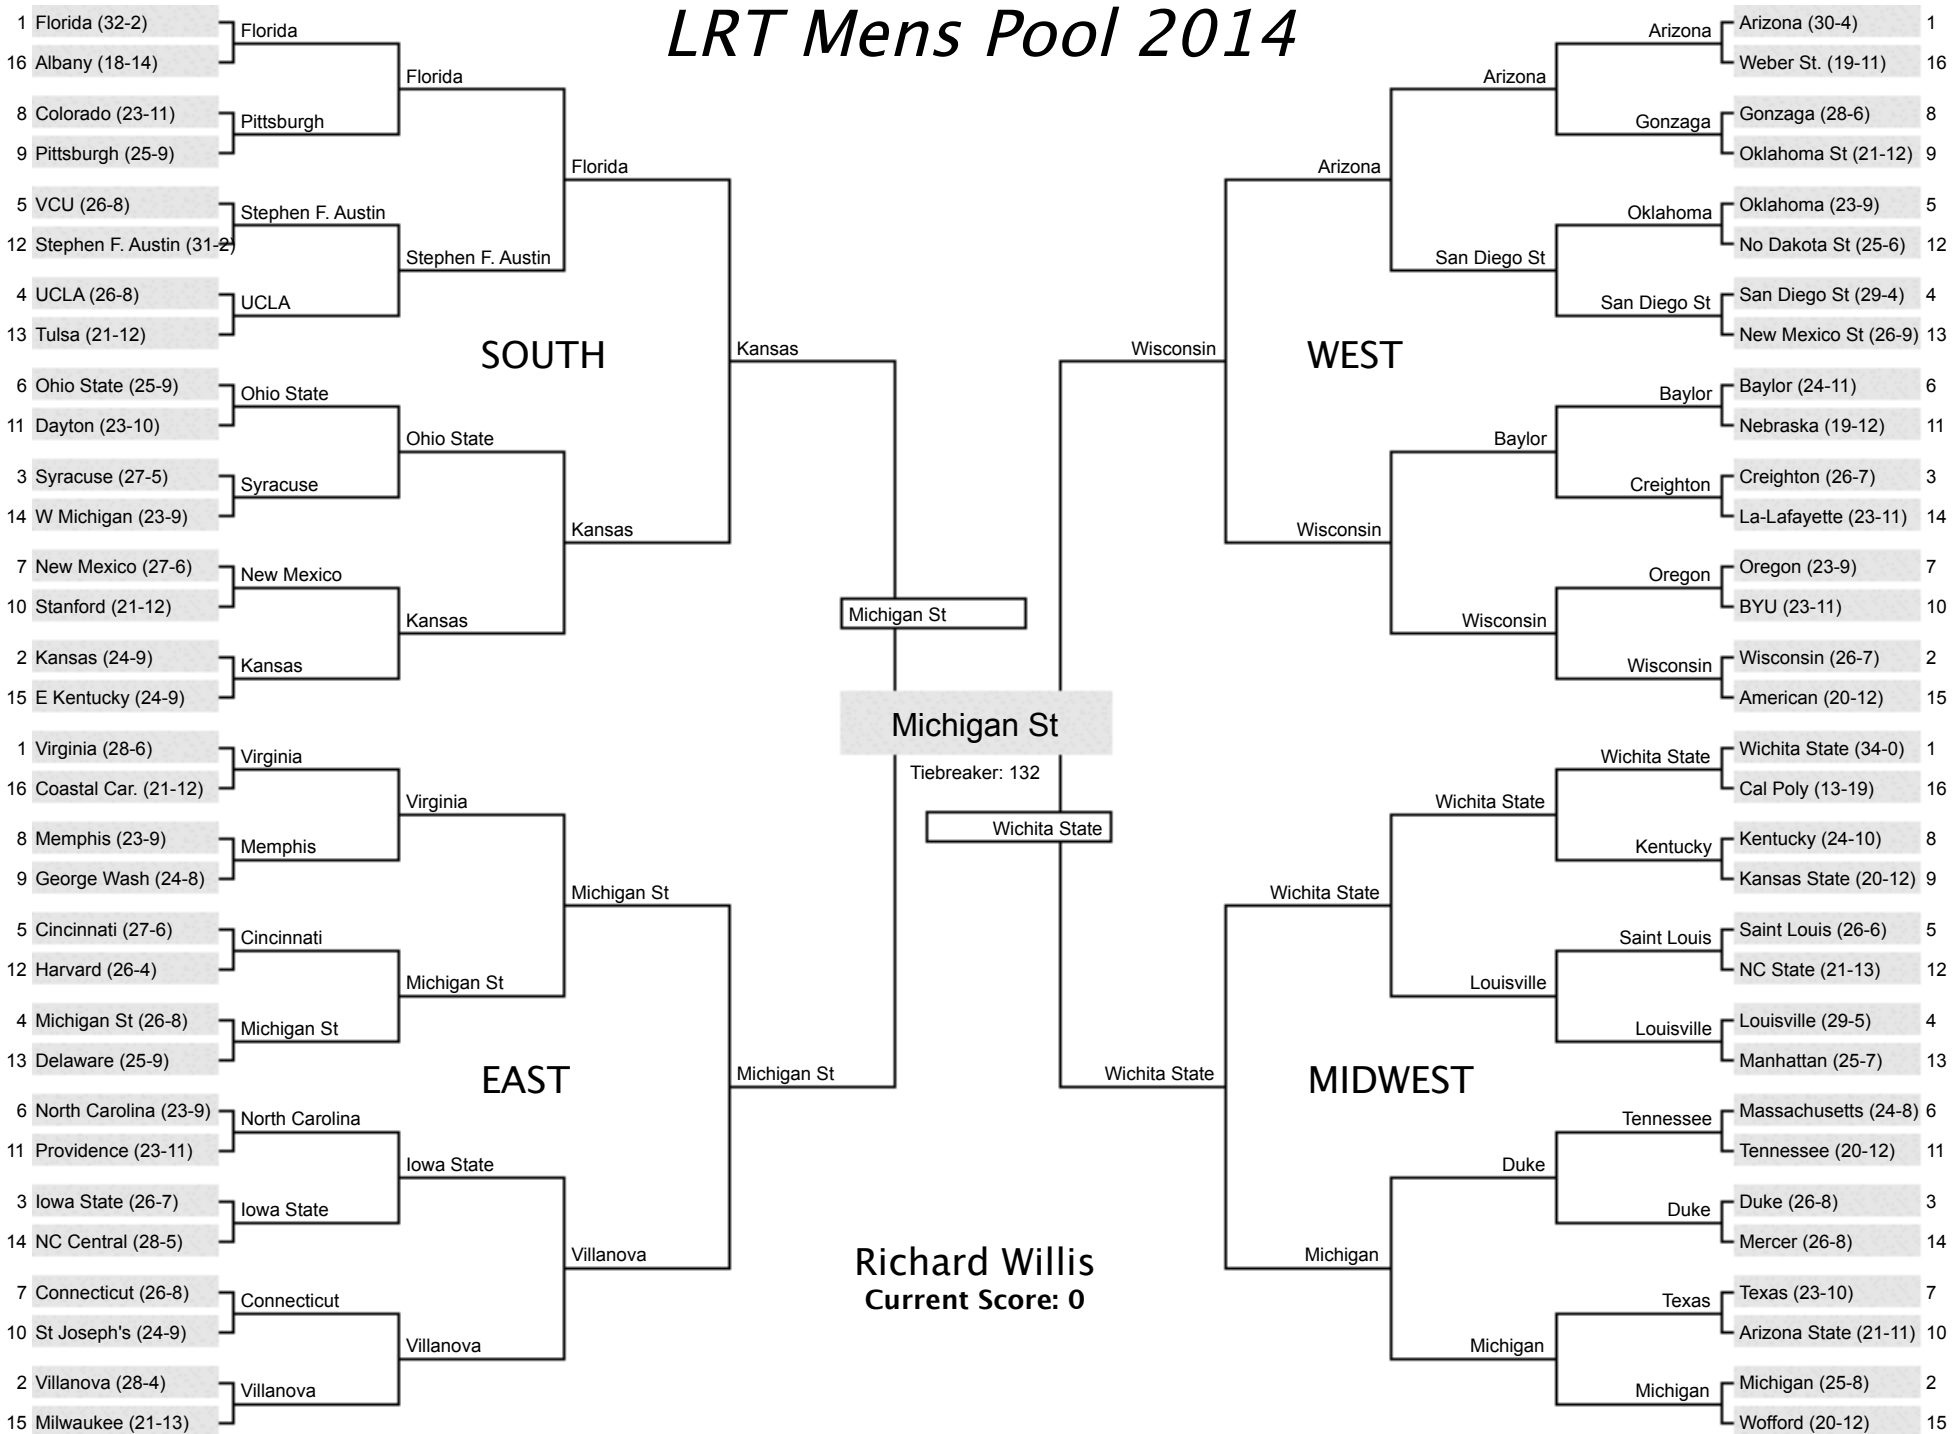 LRT Mens Pool 2014
1 Florida (32-2)
Florida
16 Albany (18-14)
Florida
8 Colorado (23-11)
Pittsburgh
9 Pittsburgh (25-9)
Florida
5 VCU (26-8)
Stephen F. Austin
12 Stephen F. Austin (31-2)
Stephen F. Austin
4 UCLA (26-8)
UCLA
13 Tulsa (21-12)
SOUTH
Kansas
6 Ohio State (25-9)
Ohio State
11 Dayton (23-10)
Ohio State
3 Syracuse (27-5)
Syracuse
14 W Michigan (23-9)
Kansas
7 New Mexico (27-6)
New Mexico
10 Stanford (21-12)
Kansas
2 Kansas (24-9)
Kansas
15 E Kentucky (24-9)
1 Virginia (28-6)
Virginia
16 Coastal Car. (21-12)
Virginia
8 Memphis (23-9)
Memphis
9 George Wash (24-8)
Michigan St
5 Cincinnati (27-6)
Cincinnati
12 Harvard (26-4)
Michigan St
4 Michigan St (26-8)
Michigan St
13 Delaware (25-9)
EAST
Michigan St
6 North Carolina (23-9)
North Carolina
11 Providence (23-11)
Iowa State
3 Iowa State (26-7)
Iowa State
14 NC Central (28-5)
Villanova
7 Connecticut (26-8)
Connecticut
10 St Joseph's (24-9)
Villanova
2 Villanova (28-4)
Villanova
15 Milwaukee (21-13)
Michigan St
Michigan St
Tiebreaker: 132
Wichita State
Richard Willis
Current Score: 0
Arizona (30-4) 1
Arizona
Weber St. (19-11) 16
Arizona
Gonzaga (28-6) 8
Gonzaga
Oklahoma St (21-12) 9
Arizona
Oklahoma (23-9) 5
Oklahoma
No Dakota St (25-6) 12
San Diego St
San Diego St (29-4) 4
San Diego St
New Mexico St (26-9) 13
Wisconsin
WEST
Baylor (24-11) 6
Baylor
Nebraska (19-12) 11
Baylor
Creighton (26-7) 3
Creighton
La-Lafayette (23-11) 14
Wisconsin
Oregon (23-9) 7
Oregon
BYU (23-11) 10
Wisconsin
Wisconsin (26-7) 2
Wisconsin
American (20-12) 15
Wichita State (34-0) 1
Wichita State
Cal Poly (13-19) 16
Wichita State
Kentucky (24-10) 8
Kentucky
Kansas State (20-12) 9
Wichita State
Saint Louis (26-6) 5
Saint Louis
NC State (21-13) 12
Louisville
Louisville (29-5) 4
Louisville
Manhattan (25-7) 13
Wichita State
MIDWEST
Massachusetts (24-8) 6
Tennessee
Tennessee (20-12) 11
Duke
Duke (26-8) 3
Duke
Mercer (26-8) 14
Michigan
Texas (23-10) 7
Texas
Arizona State (21-11) 10
Michigan
Michigan (25-8) 2
Michigan
Wofford (20-12) 15